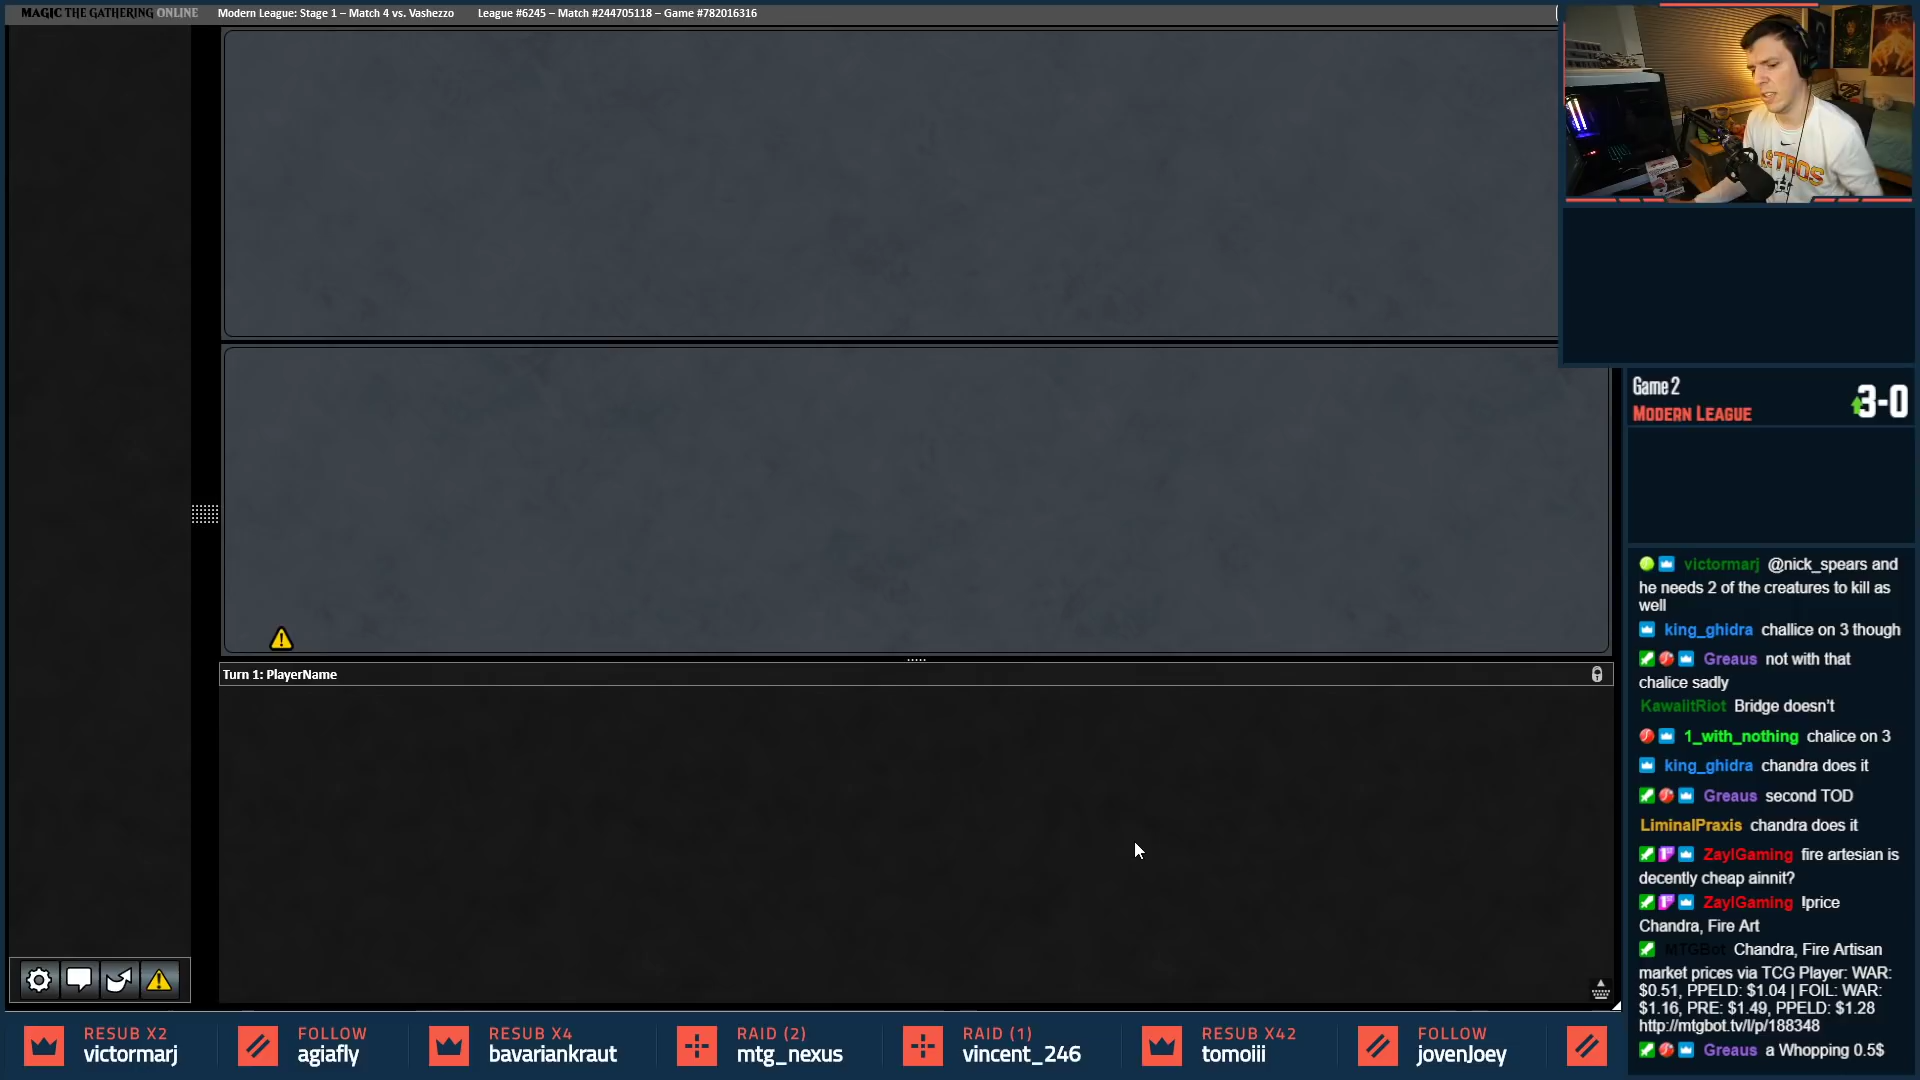 MAGIC THE GATHERING ONLINE Modern League: Stage 1 – Match 4 vs. Vashezzo League #6245 – Match #244705118 – Game #782016316
ASTROS
Game 2
MODERN LEAGUE
3-0
Turn 1: PlayerName
victormarj @nick_spears and
he needs 2 of the creatures to kill as
well
king_ghidra challice on 3 though
Greaus not with that
chalice sadly
KawaiitRiot Bridge doesn't
1_with_nothing chalice on 3
king_ghidra chandra does it
Greaus second TOD
LiminalPraxis chandra does it
ZaylGaming fire artesian is
decently cheap ainnit?
ZaylGaming !price
Chandra, Fire Art
MTGBot Chandra, Fire Artisan
market prices via TCG Player: WAR:
$0.51, PPELD: $1.04 | FOIL: WAR:
$1.16, PRE: $1.49, PPELD: $1.28
http://mtgbot.tv/l/p/188348
Greaus a Whopping 0.5$
RESUB X2
victormarj
FOLLOW
agiafly
RESUB X4
bavariankraut
RAID (2)
mtg_nexus
RAID (1)
vincent_246
RESUB X42
tomoiii
FOLLOW
jovenJoey